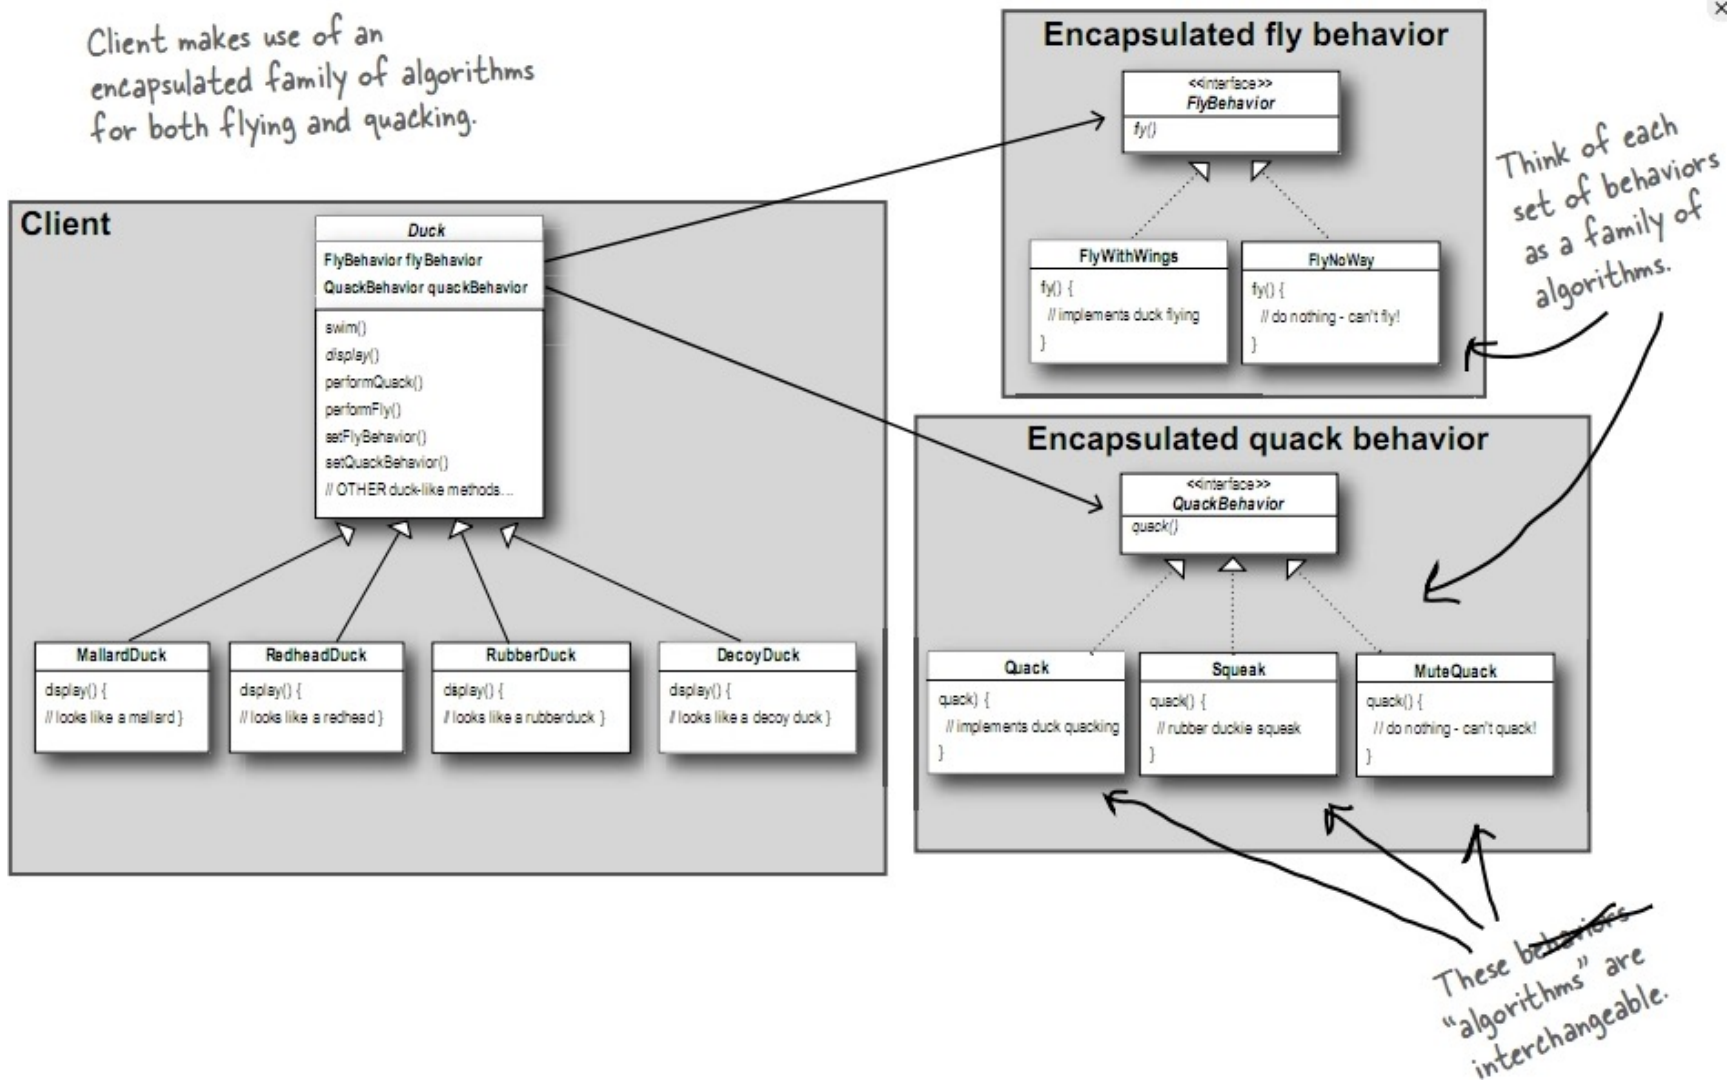 Client makes use of an
encapsulated family of algorithms
for both flying and quacking.
Client
Duck
FlyBehavior flyBehavior
QuackBehavior quackBehavior
swim()
display()
performQuack()
performFly()
setFlyBehavior()
setQuackBehavior()
// OTHER duck-like methods...
MallardDuck
display() {
// looks like a mallard }
RedheadDuck
display() {
// looks like a redhead }
RubberDuck
display() {
// looks like a rubberduck }
DecoyDuck
display() {
// looks like a decoy duck }
Encapsulated fly behavior
<<interface>>
FlyBehavior
fly()
FlyWithWings
fly() {
// implements duck flying
}
FlyNoWay
fly() {
// do nothing - can't fly!
}
Think of each
set of behaviors
as a family of
algorithms.
Encapsulated quack behavior
<<interface>>
QuackBehavior
quack()
Quack
quack) {
// implements duck quacking
}
Squeak
quack() {
// rubber duckie squeak
}
MuteQuack
quack() {
// do nothing - can't quack!
}
These behaviors
“algorithms” are
interchangeable.